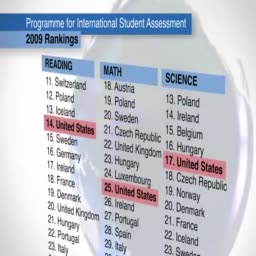 Programme for International Student Assessment
2009 Rankings
READING
11. Switzerland
12. Poland
13. Iceland
14. United States
15. Sweden
16. Germany
17. Ireland
18. France
19. Denmark
20. United Kingdom
21. Hungary
22. Portugal
23. Italy
MATH
18. Austria
19. Poland
20. Sweden
21. Czech Republic
22. United Kingdom
23. Hungary
24. Luxembourg
25. United States
26. Ireland
27. Portugal
28. Spain
29. Italy
SCIENCE
13. Poland
14. Ireland
15. Belgium
16. Hungary
17. United States
18. Czech Republic
19. Norway
20. Denmark
21. France
22. Iceland
23. Sweden